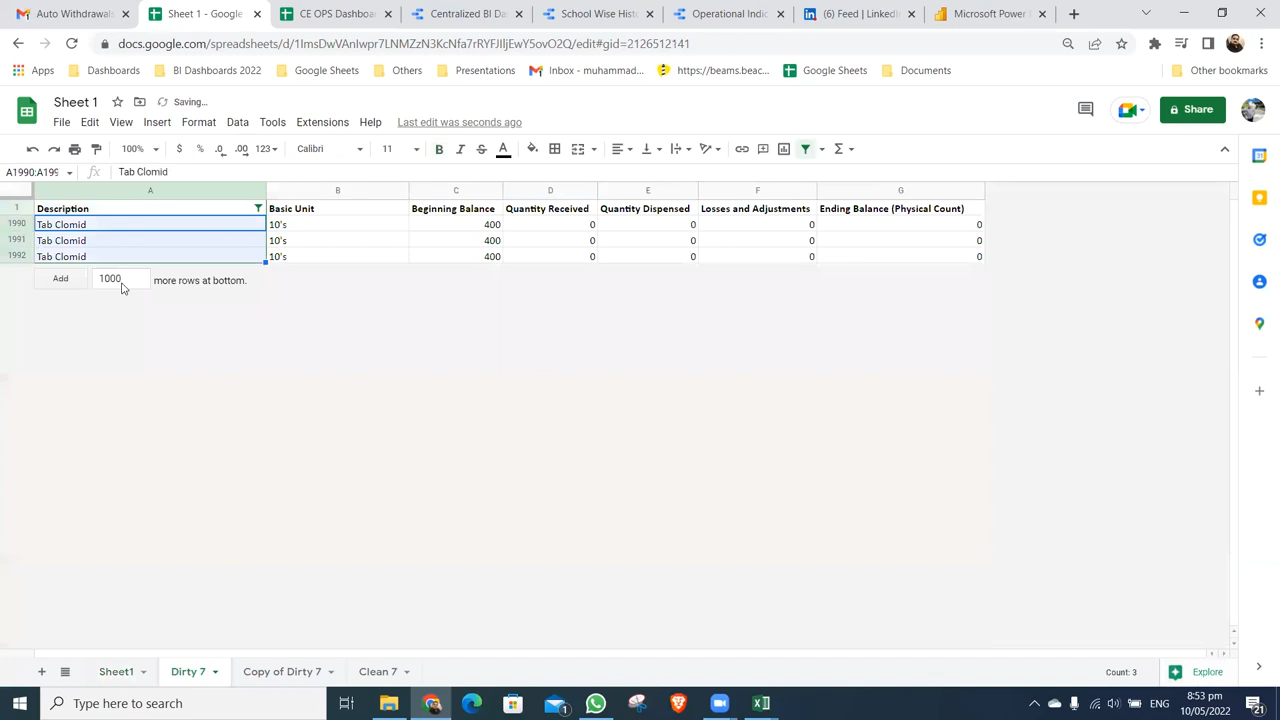 Auto Withdrawals
Sheet 1 - Google
CE OPS Dashboar
Centralized BI Da
School Wise Hist
Operational Indic
(6) Feed | LinkedI
Microsoft Power
docs.google.com/spreadsheets/d/1ImsDwVAnIwpr7LNMZzN3KcNfa7rdYFJIljEwY5vvO2Q/edit#gid=2126512141
Apps
Dashboards
BI Dashboards 2022
Google Sheets
Others
Presentations
Inbox - muhammad...
https://beams.beac...
Google Sheets
Documents
Other bookmarks
Sheet 1
Saving...
File Edit View Insert Format Data Tools Extensions Help Last edit was seconds ago
Share
100% $ % .0 .00 123 Calibri 11 B I S A
A1990:A199 fx Tab Clomid
A B C D E F G
1 Description Basic Unit Beginning Balance Quantity Received Quantity Dispensed Losses and Adjustments Ending Balance (Physical Count)
1990 Tab Clomid 10's 400 0 0 0 0
1991 Tab Clomid 10's 400 0 0 0 0
1992 Tab Clomid 10's 400 0 0 0 0
Add 1000 more rows at bottom.
Sheet1 Dirty 7 Copy of Dirty 7 Clean 7
Count: 3
Explore
Type here to search
1
8:53 pm
10/05/2022
21